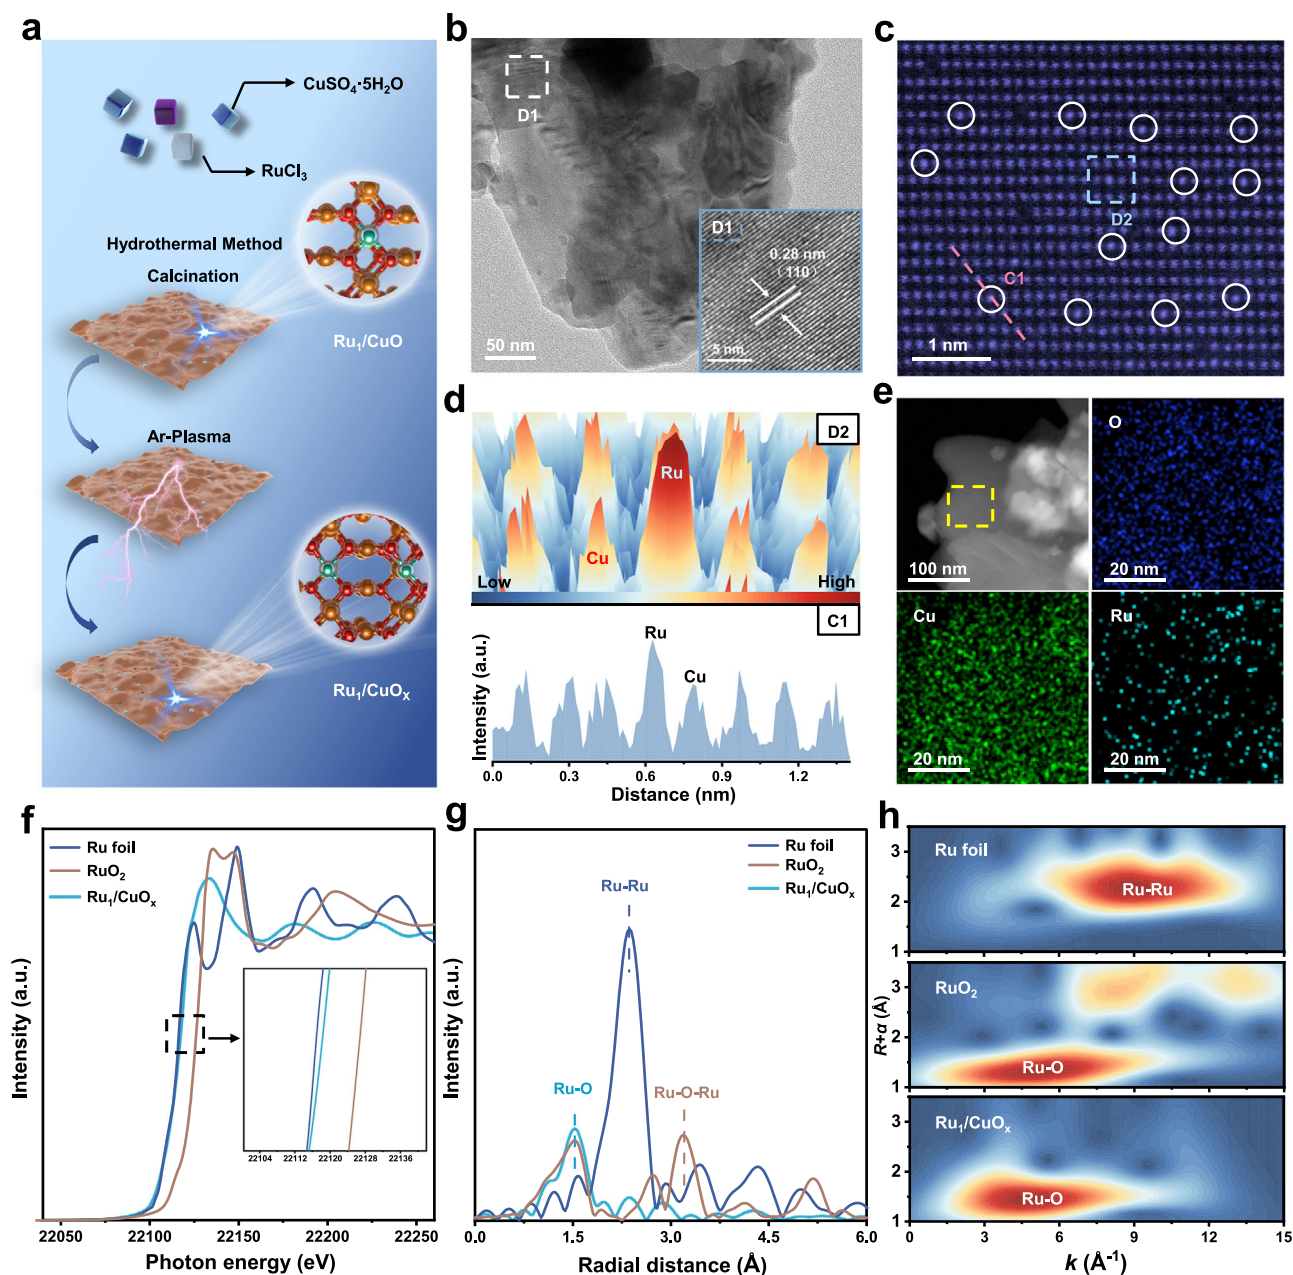 a
CuSO₄·5H₂O
RuCl₃
Hydrothermal Method
Calcination
Ru₁/CuO
Ar-Plasma
Ru₁/CuOₓ
b
D1
50 nm
D1
0.28 nm
(110)
5 nm
c
D2
C1
1 nm
d
D2
Ru
Cu
Low
High
C1
Ru
Cu
Intensity (a.u.)
0.0 0.3 0.6 0.9 1.2
Distance (nm)
e
100 nm
O
20 nm
Cu
20 nm
Ru
20 nm
f
Ru foil
RuO₂
Ru₁/CuOₓ
22104 22112 22120 22128 22136
Intensity (a.u.)
22050 22100 22150 22200 22250
Photon energy (eV)
g
Ru foil
RuO₂
Ru₁/CuOₓ
Ru-Ru
Ru-O
Ru-O-Ru
Intensity (a.u.)
0.0 1.5 3.0 4.5 6.0
Radial distance (Å)
h
Ru foil
Ru-Ru
3
2
1
RuO₂
Ru-O
3
2
1
R+α (Å)
Ru₁/CuOₓ
Ru-O
3
2
1
0 3 6 9 12 15
k (Å⁻¹)